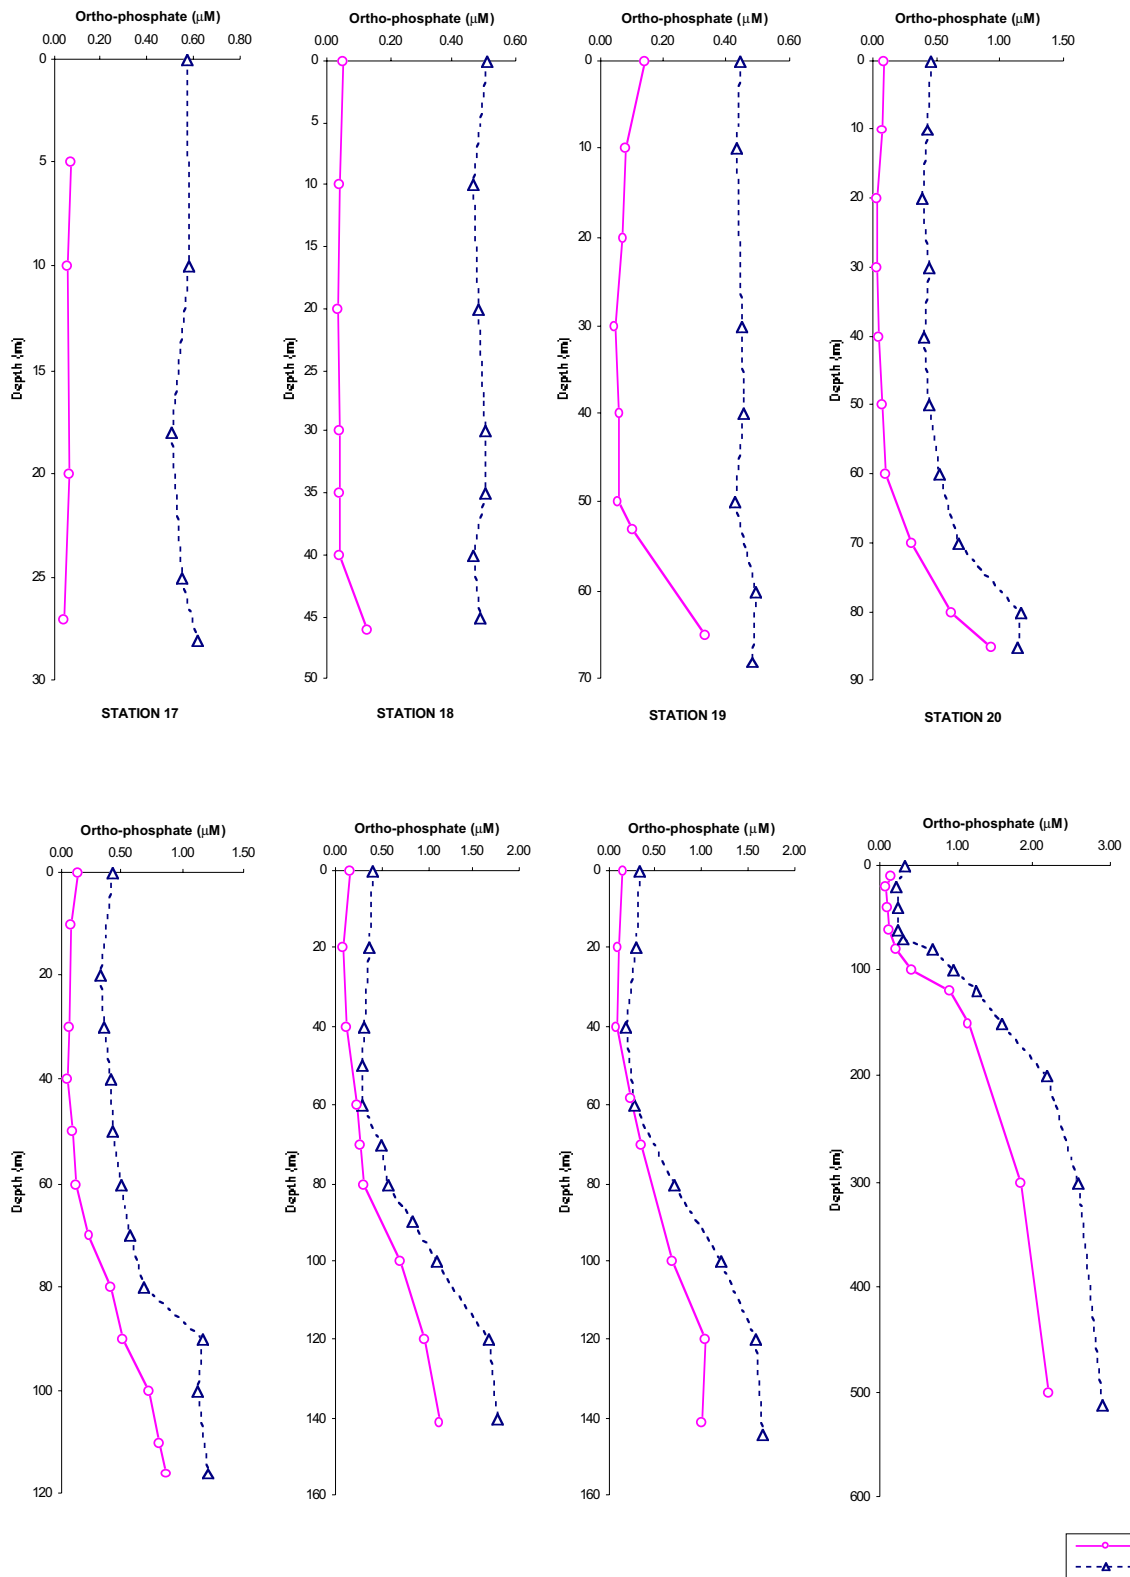 Ortho-phosphate (µM)
0.00 0.20 0.40 0.60 0.80
0
5
10
15
20
25
30
Depth (m)
STATION 17
Ortho-phosphate (µM)
0.00 0.20 0.40 0.60
0
5
10
15
20
25
30
35
40
45
50
Depth (m)
STATION 18
Ortho-phosphate (µM)
0.00 0.20 0.40 0.60
0
10
20
30
40
50
60
70
Depth (m)
STATION 19
Ortho-phosphate (µM)
0.00 0.50 1.00 1.50
0
10
20
30
40
50
60
70
80
90
Depth (m)
STATION 20
Ortho-phosphate (µM)
0.00 0.50 1.00 1.50
0
20
40
60
80
100
120
Depth (m)
Ortho-phosphate (µM)
0.00 0.50 1.00 1.50 2.00
0
20
40
60
80
100
120
140
160
Depth (m)
Ortho-phosphate (µM)
0.00 0.50 1.00 1.50 2.00
0
20
40
60
80
100
120
140
160
Depth (m)
Ortho-phosphate (µM)
0.00 1.00 2.00 3.00
0
100
200
300
400
500
600
Depth (m)